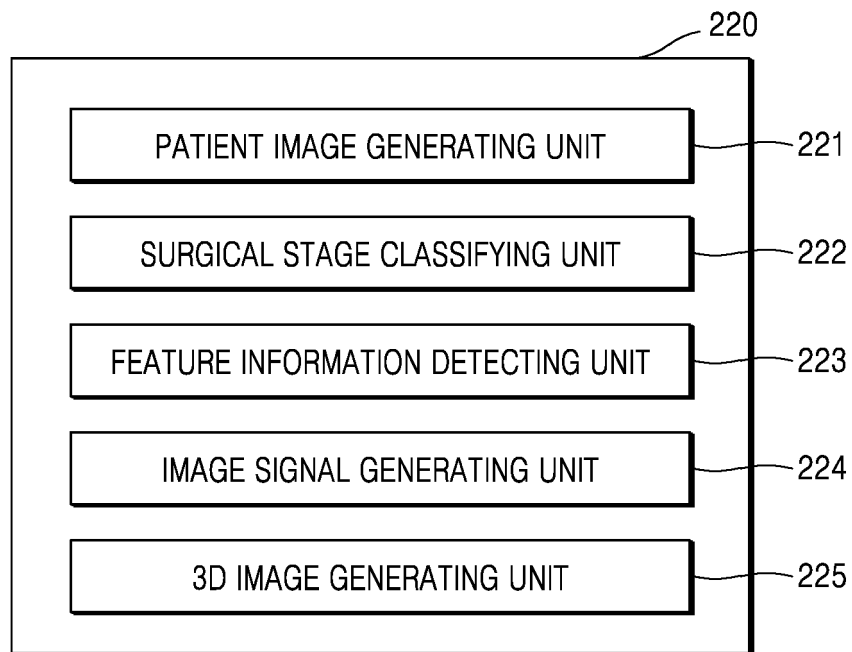 220
PATIENT IMAGE GENERATING UNIT 221
SURGICAL STAGE CLASSIFYING UNIT 222
FEATURE INFORMATION DETECTING UNIT 223
IMAGE SIGNAL GENERATING UNIT 224
3D IMAGE GENERATING UNIT 225